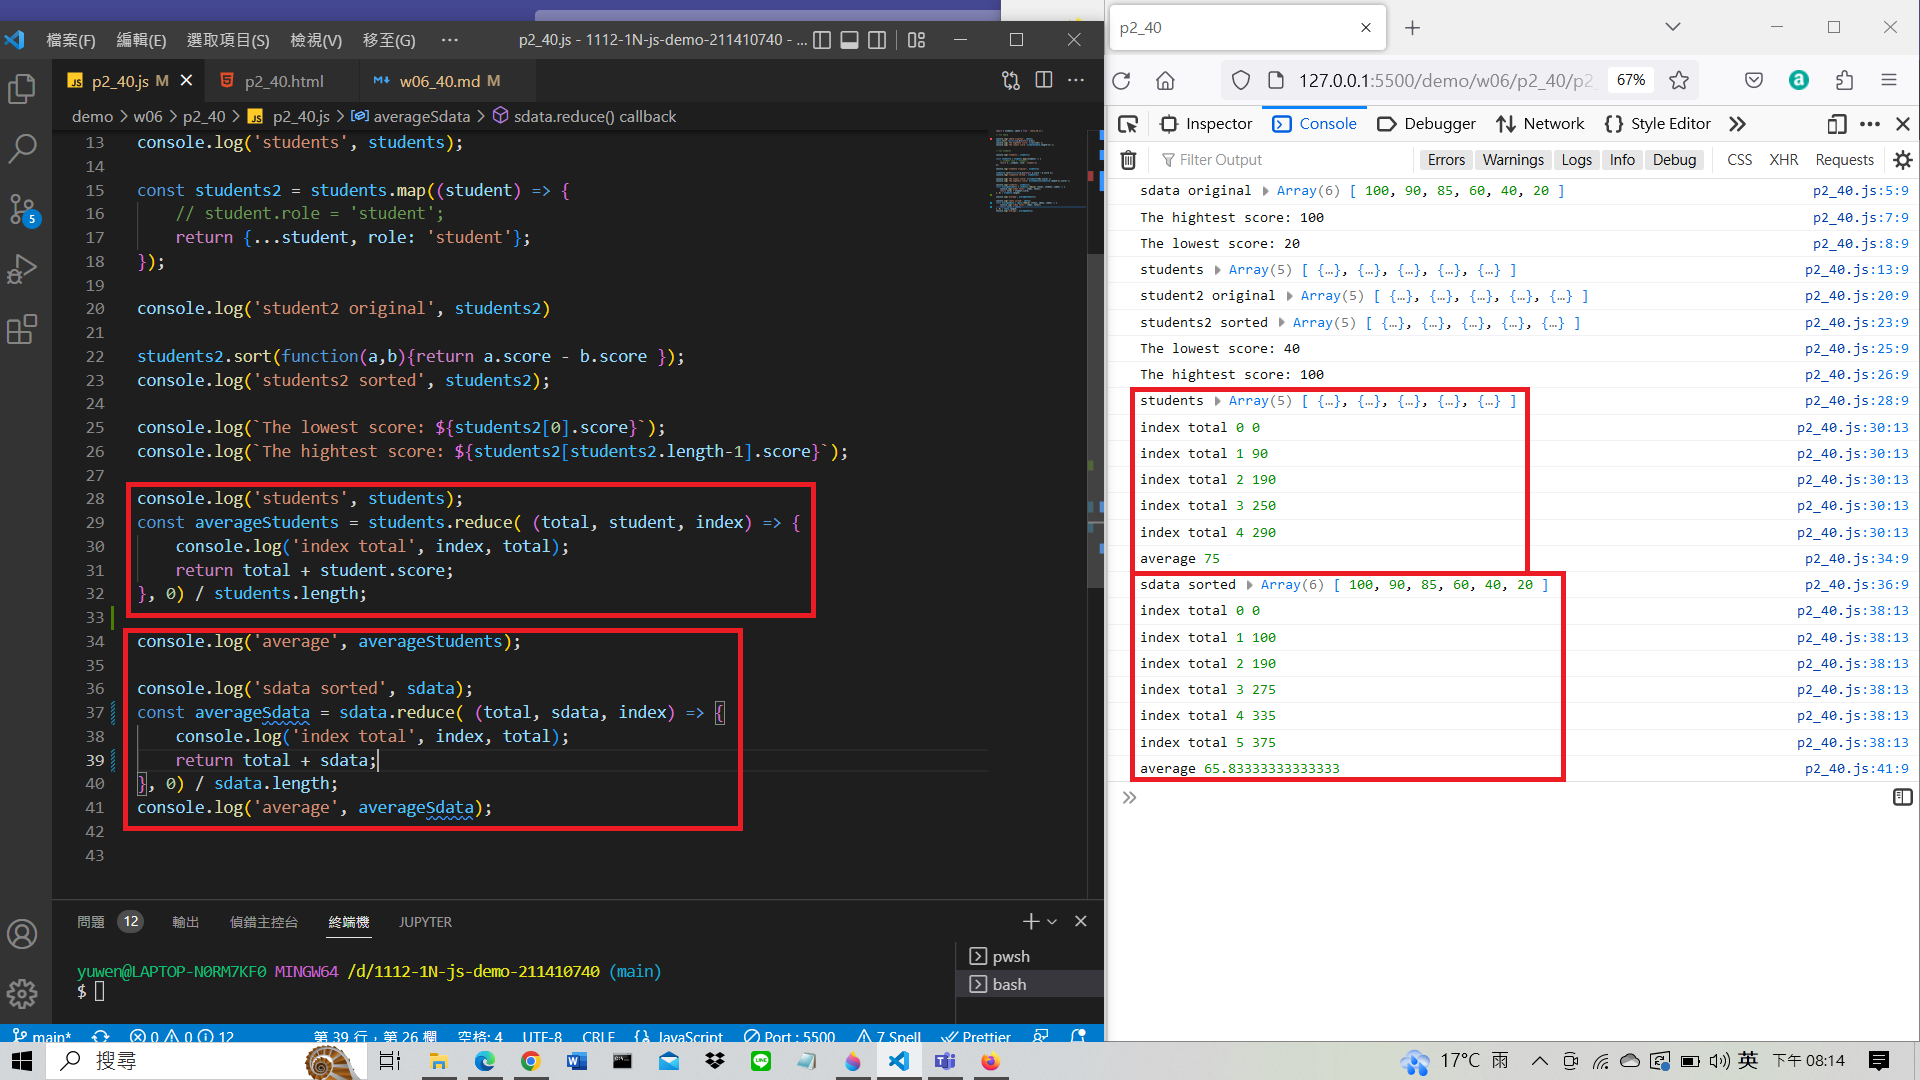 檔案(F) 編輯(E) 選取項目(S) 檢視(V) 移至(G) ··· p2_40.js - 1112-1N-js-demo-211410740 - ...
p2_40.js M p2_40.html w06_40.md M
demo > w06 > p2_40 > p2_40.js > averageSdata > sdata.reduce() callback
13 console.log('students', students);
14
15 const students2 = students.map((student) => {
16 // student.role = 'student';
17 return {...student, role: 'student'};
18 });
19
20 console.log('student2 original', students2)
21
22 students2.sort(function(a,b){return a.score - b.score });
23 console.log('students2 sorted', students2);
24
25 console.log(`The lowest score: ${students2[0].score}`);
26 console.log(`The hightest score: ${students2[students2.length-1].score}`);
27
28 console.log('students', students);
29 const averageStudents = students.reduce( (total, student, index) => {
30 console.log('index total', index, total);
31 return total + student.score;
32 }, 0) / students.length;
33
34 console.log('average', averageStudents);
35
36 console.log('sdata sorted', sdata);
37 const averageSdata = sdata.reduce( (total, sdata, index) => {
38 console.log('index total', index, total);
39 return total + sdata;
40 }, 0) / sdata.length;
41 console.log('average', averageSdata);
42
43
5
問題 12 輸出 偵錯主控台 終端機 JUPYTER
yuwen@LAPTOP-N0RM7KF0 MINGW64 /d/1112-1N-js-demo-211410740 (main)
$
pwsh
bash
main* 0 0 12 第 39 行，第 26 欄 空格: 4 UTF-8 CRLF {} JavaScript Port : 5500 7 Spell Prettier
p2_40
127.0.0.1:5500/demo/w06/p2_40/p2_ 67%
Inspector Console Debugger Network {} Style Editor
Filter Output Errors Warnings Logs Info Debug CSS XHR Requests
sdata original Array(6) [ 100, 90, 85, 60, 40, 20 ] p2_40.js:5:9
The hightest score: 100 p2_40.js:7:9
The lowest score: 20 p2_40.js:8:9
students Array(5) [ {…}, {…}, {…}, {…}, {…} ] p2_40.js:13:9
student2 original Array(5) [ {…}, {…}, {…}, {…}, {…} ] p2_40.js:20:9
students2 sorted Array(5) [ {…}, {…}, {…}, {…}, {…} ] p2_40.js:23:9
The lowest score: 40 p2_40.js:25:9
The hightest score: 100 p2_40.js:26:9
students Array(5) [ {…}, {…}, {…}, {…}, {…} ] p2_40.js:28:9
index total 0 0 p2_40.js:30:13
index total 1 90 p2_40.js:30:13
index total 2 190 p2_40.js:30:13
index total 3 250 p2_40.js:30:13
index total 4 290 p2_40.js:30:13
average 75 p2_40.js:34:9
sdata sorted Array(6) [ 100, 90, 85, 60, 40, 20 ] p2_40.js:36:9
index total 0 0 p2_40.js:38:13
index total 1 100 p2_40.js:38:13
index total 2 190 p2_40.js:38:13
index total 3 275 p2_40.js:38:13
index total 4 335 p2_40.js:38:13
index total 5 375 p2_40.js:38:13
average 65.83333333333333 p2_40.js:41:9
搜尋 17°C 雨 英 下午 08:14